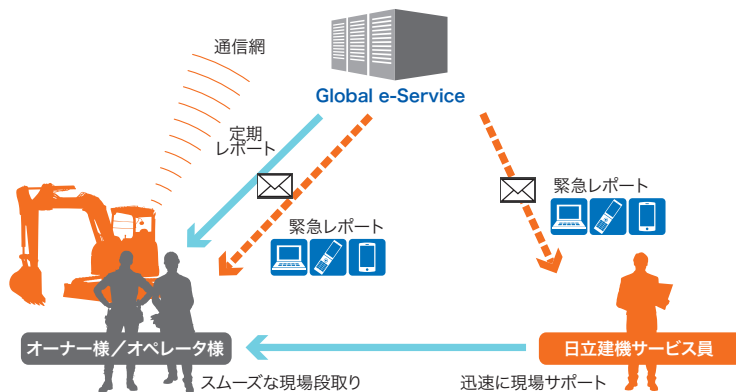 通信網
Global e-Service
定期
レポート
緊急レポート
緊急レポート
オーナー様／オペレータ様
日立建機サービス員
スムーズな現場段取り
迅速に現場サポート